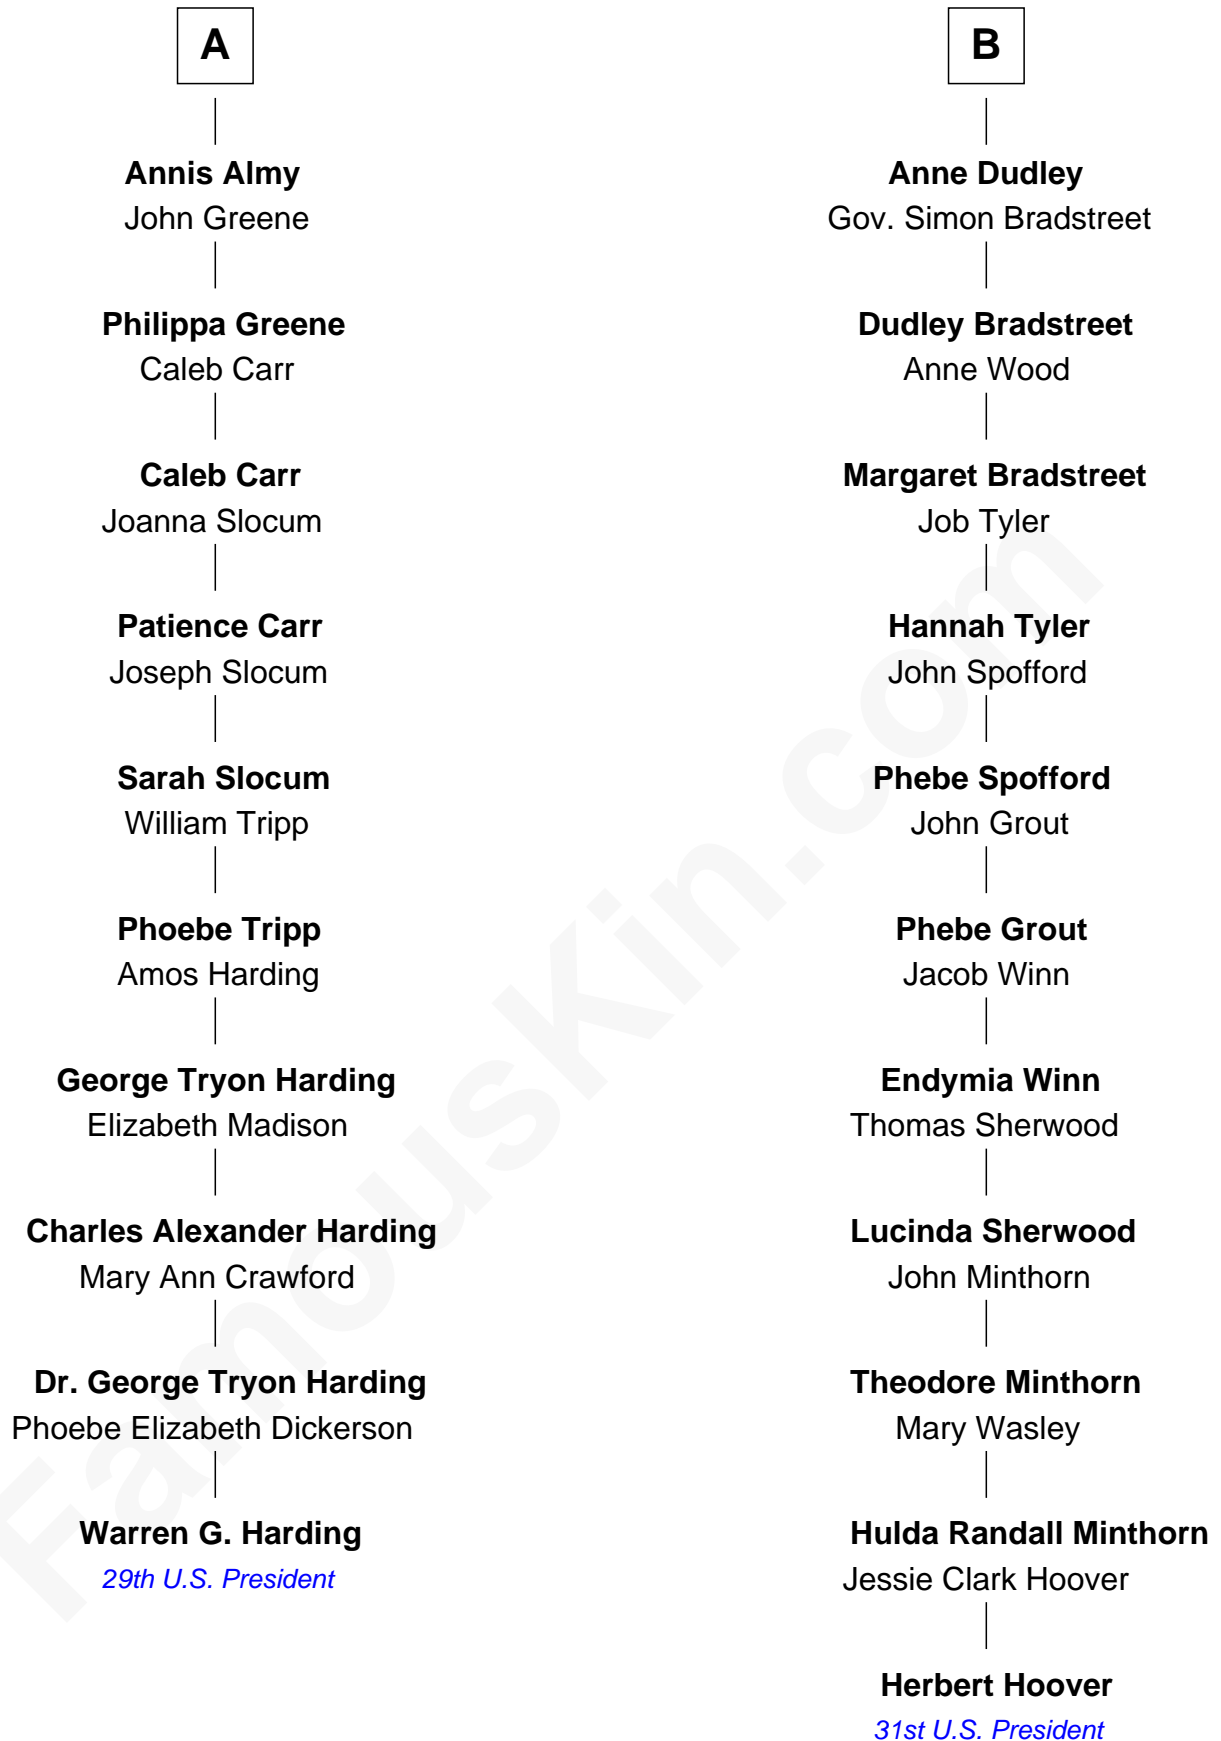 A
Annis Almy
John Greene
Philippa Greene
Caleb Carr
Caleb Carr
Joanna Slocum
Patience Carr
Joseph Slocum
Sarah Slocum
William Tripp
Phoebe Tripp
Amos Harding
George Tryon Harding
Elizabeth Madison
Charles Alexander Harding
Mary Ann Crawford
Dr. George Tryon Harding
Phoebe Elizabeth Dickerson
Warren G. Harding
29th U.S. President
B
Anne Dudley
Gov. Simon Bradstreet
Dudley Bradstreet
Anne Wood
Margaret Bradstreet
Job Tyler
Hannah Tyler
John Spofford
Phebe Spofford
John Grout
Phebe Grout
Jacob Winn
Endymia Winn
Thomas Sherwood
Lucinda Sherwood
John Minthorn
Theodore Minthorn
Mary Wasley
Hulda Randall Minthorn
Jessie Clark Hoover
Herbert Hoover
31st U.S. President
FamousKin.com